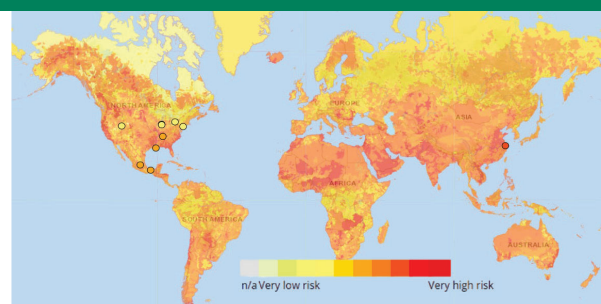 NORTH AMERICA
EUROPE
ASIA
AFRICA
SOUTH AMERICA
AUSTRALIA
n/a Very low risk Very high risk